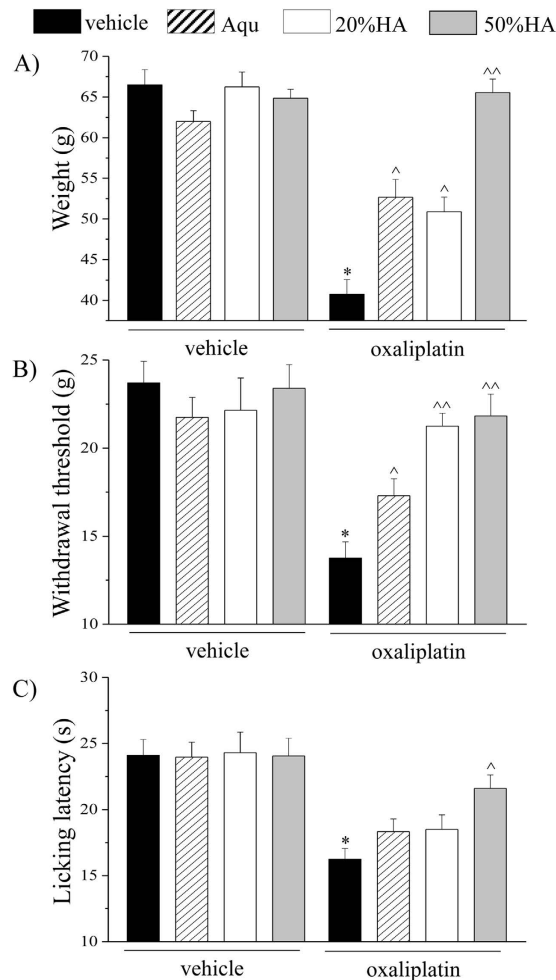 vehicle Aqu 20%HA 50%HA
A)
Weight (g)
70
65
60
55
50
45
40
*
^
^
^^
vehicle oxaliplatin
B)
Withdrawal threshold (g)
25
20
15
10
*
^
^^
^^
vehicle oxaliplatin
C)
Licking latency (s)
30
25
20
15
10
*
^
vehicle oxaliplatin